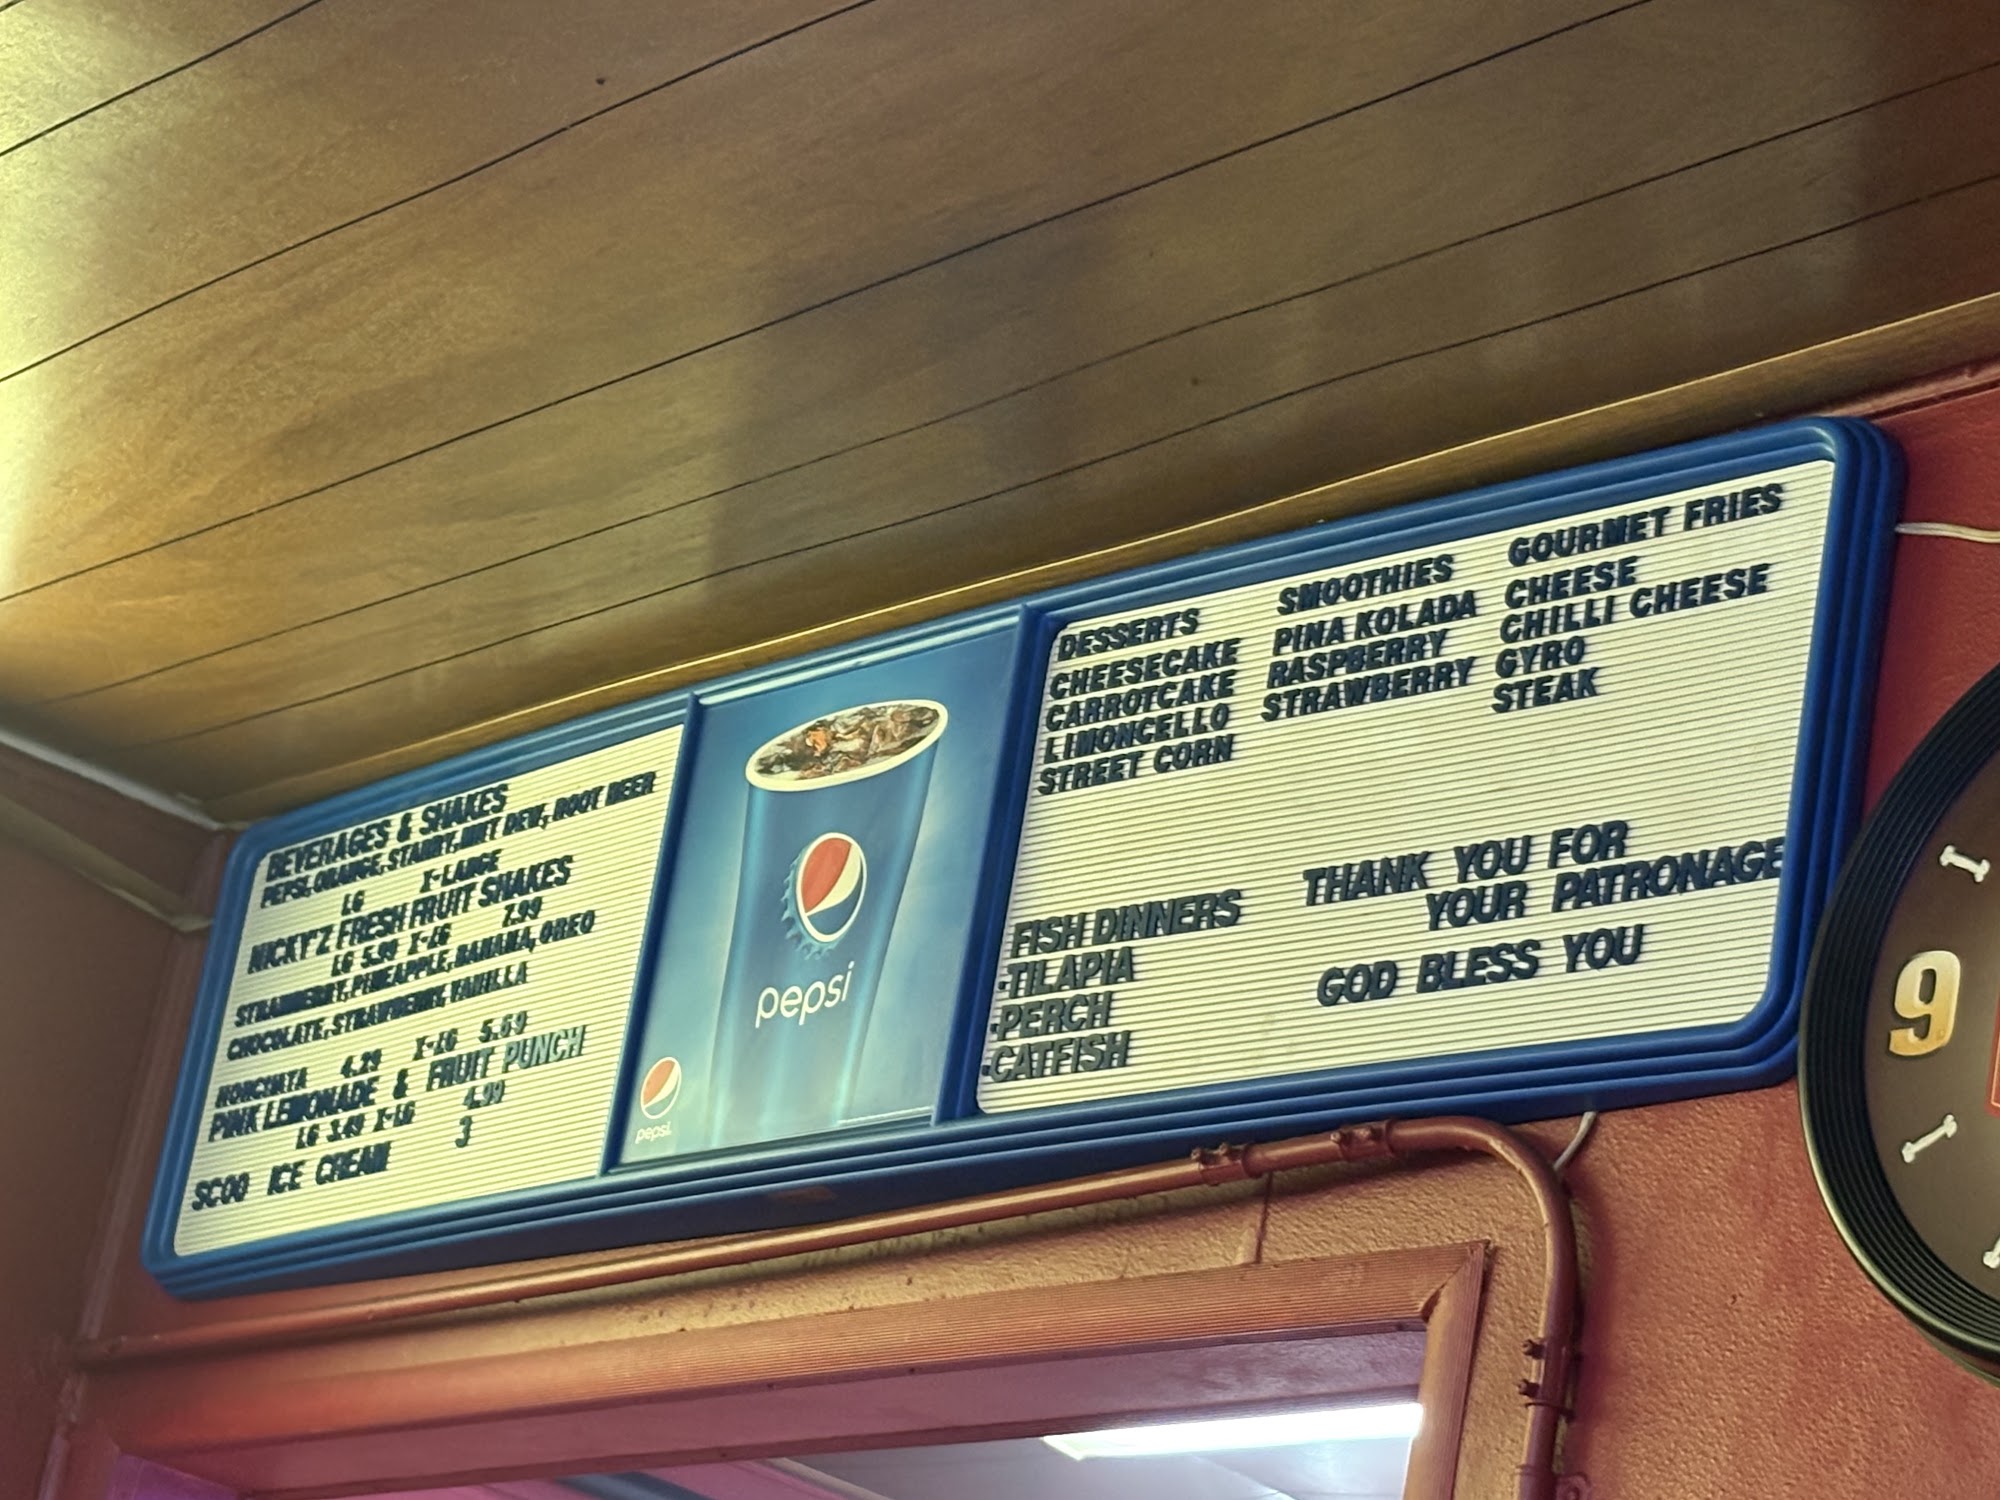 BEVERAGES & SHAKES
PEPSI, ORANGE, STARRY, MNT DEW, ROOT BEER
LG X-LARGE
NICKY'Z FRESH FRUIT SHAKES
LG 5.99 X-LG 7.99
STRAWBERRY, PINEAPPLE, BANANA, OREO
CHOCOLATE, STRAWBERRY, VANILLA
HORCHATA 4.29 X-LG 5.69
PINK LEMONADE & FRUIT PUNCH
LG 3.49 X-LG 4.99
SCOO ICE CREAM 3
pepsi
pepsi.
DESSERTS
CHEESECAKE
CARROTCAKE
LIMONCELLO
STREET CORN
SMOOTHIES
PINA KOLADA
RASPBERRY
STRAWBERRY
GOURMET FRIES
CHEESE
CHILLI CHEESE
GYRO
STEAK
FISH DINNERS
·TILAPIA
·PERCH
·CATFISH
THANK YOU FOR
YOUR PATRONAGE
GOD BLESS YOU
9